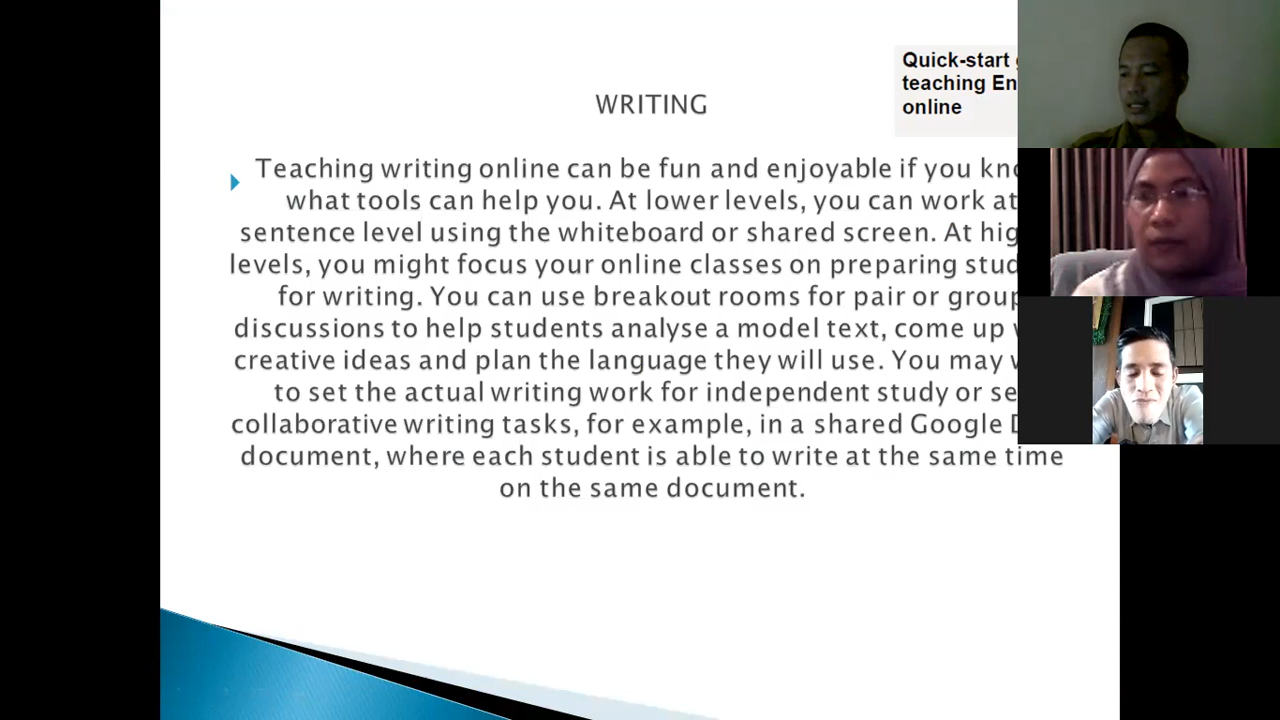 Quick-start
teaching En
online
WRITING
Teaching writing online can be fun and enjoyable if you
what tools can help you. At lower levels, you can work at
sentence level using the whiteboard or shared screen. At
levels, you might focus your online classes on preparing
for writing. You can use breakout rooms for pair or group
discussions to help students analyse a model text, come up
creative ideas and plan the language they will use. You may
to set the actual writing work for independent study or
collaborative writing tasks, for example, in a shared Google
document, where each student is able to write at the same time
on the same document.